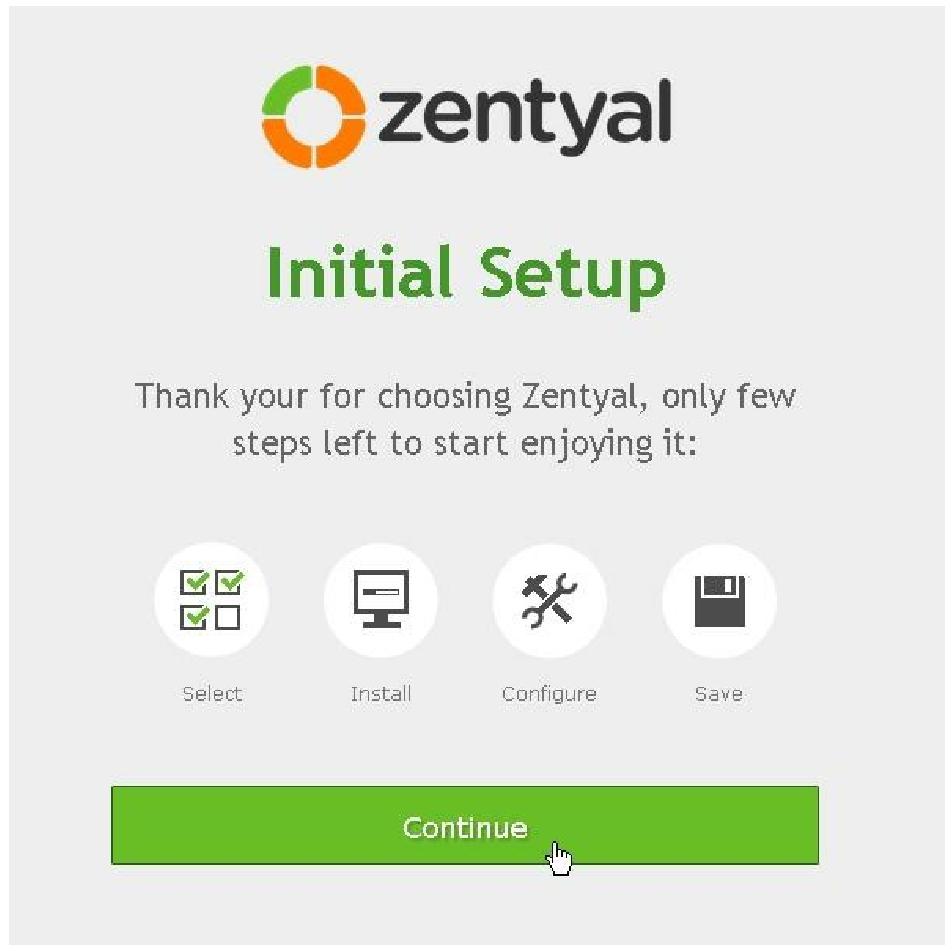 zentyal
Initial Setup
Thank your for choosing Zentyal, only few
steps left to start enjoying it:
Select
Install
Configure
Save
Continue